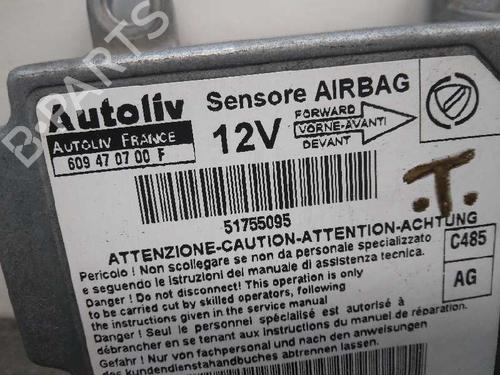 B-PARTS
Autoliv
AUTOLIV FRANCE
609 47 07 00 F
Sensore AIRBAG
12V
FORWARD
VORNE-AVANTI
DEVANT
51755095
.T.
ATTENZIONE-CAUTION-ATTENTION-ACHTUNG
Pericolo ! Non scollegare se non da personale specializzato
e seguendo le istruzioni del manuale di assistenza tecnica.
Danger ! Do not disconnect! This operation is only
to be carried cut by skilled operators, following
the instructions given in the service manual
Danger ! Seul le personnel spécialisé est autorisé à
débrancher en se tenant aux instructions du manuel de réparation.
Gefahr ! Nur von fachpersonal und nach den anweisungen
des kundendiensthandbuches abtrennen lassen.
C485
AG